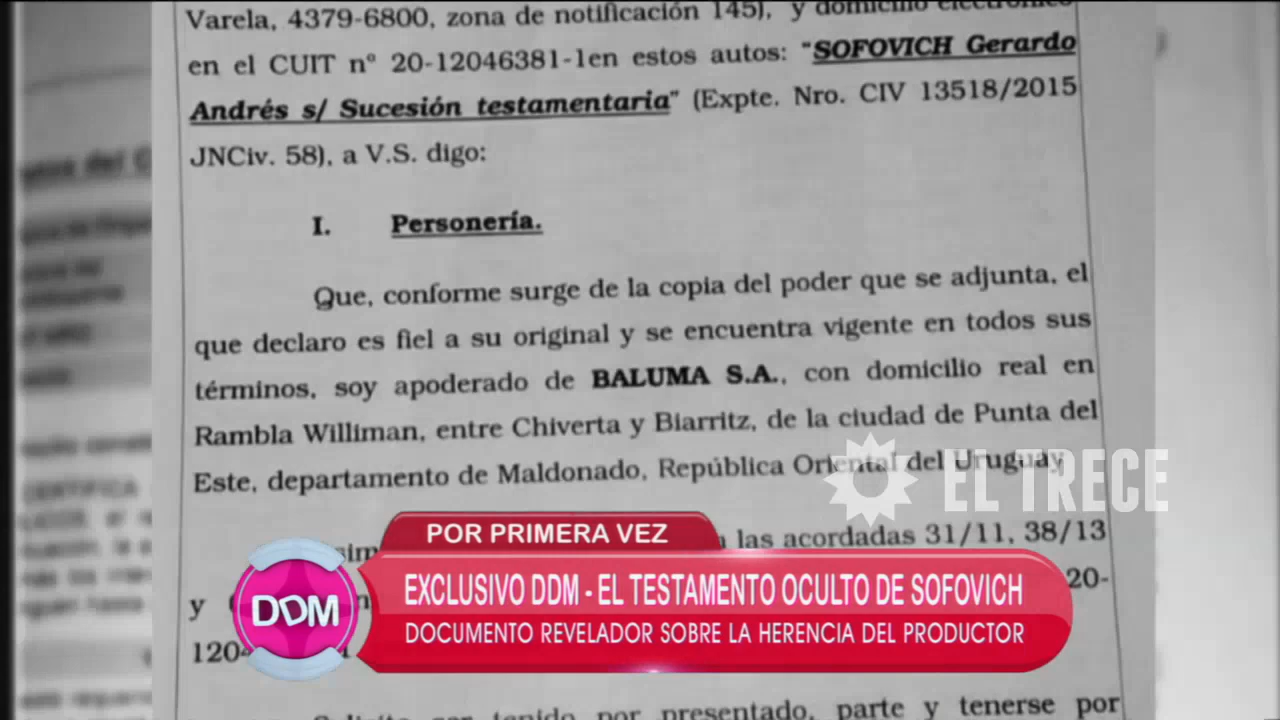 Varela, 4379-6800, zona de notificación 145), y domicilio electrónico
en el CUIT nº 20-12046381-1en estos autos: "SOFOVICH Gerardo
Andrés s/ Sucesión testamentaria" (Expte. Nro. CIV 13518/2015
JNCiv. 58), a V.S. digo:
I. Personería.
Que, conforme surge de la copia del poder que se adjunta, el
que declaro es fiel a su original y se encuentra vigente en todos sus
términos, soy apoderado de BALUMA S.A., con domicilio real en
Rambla Williman, entre Chiverta y Biarritz, de la ciudad de Punta del
Este, departamento de Maldonado, República Oriental del Uruguay
EL TRECE
las acordadas 31/11, 38/13
y
20-
POR PRIMERA VEZ
DDM
EXCLUSIVO DDM - EL TESTAMENTO OCULTO DE SOFOVICH
DOCUMENTO REVELADOR SOBRE LA HERENCIA DEL PRODUCTOR
tenido por presentado, parte y tenerse por
CERTIFICA